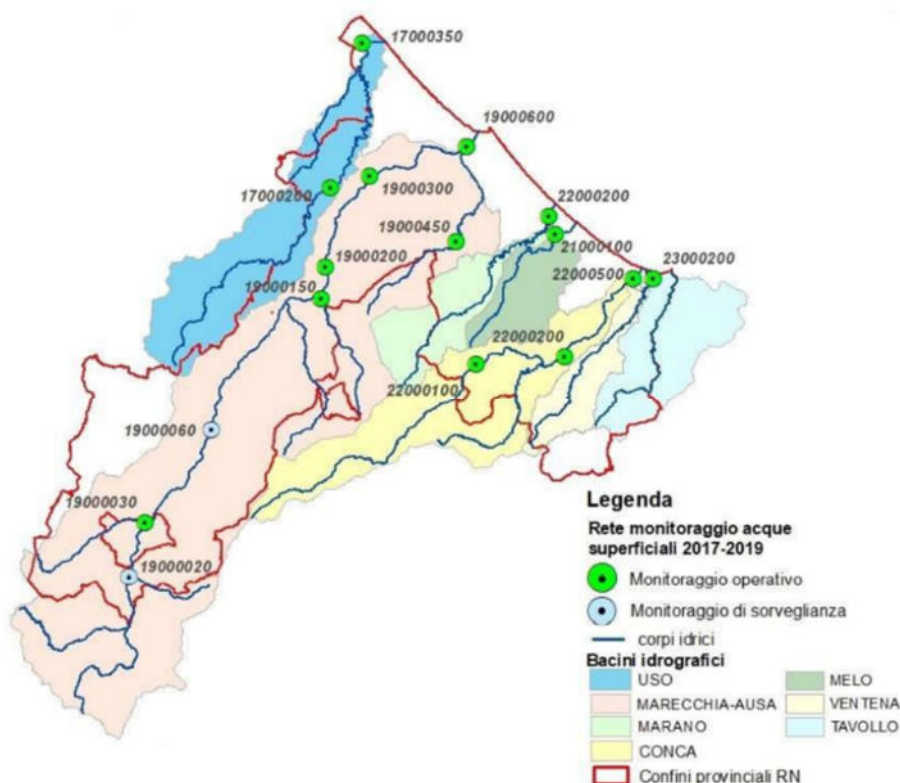 17000350
19000600
17000200
19000300
22000200
19000450
21000100
19000200
22000500
23000200
19000150
22000200
22000100
19000060
19000030
19000020
Legenda
Rete monitoraggio acque
superficiali 2017-2019
Monitoraggio operativo
Monitoraggio di sorveglianza
corpi idrici
Bacini idrografici
USO
MELO
MARECCHIA-AUSA
VENTENA
MARANO
TAVOLLO
CONCA
Confini provinciali RN